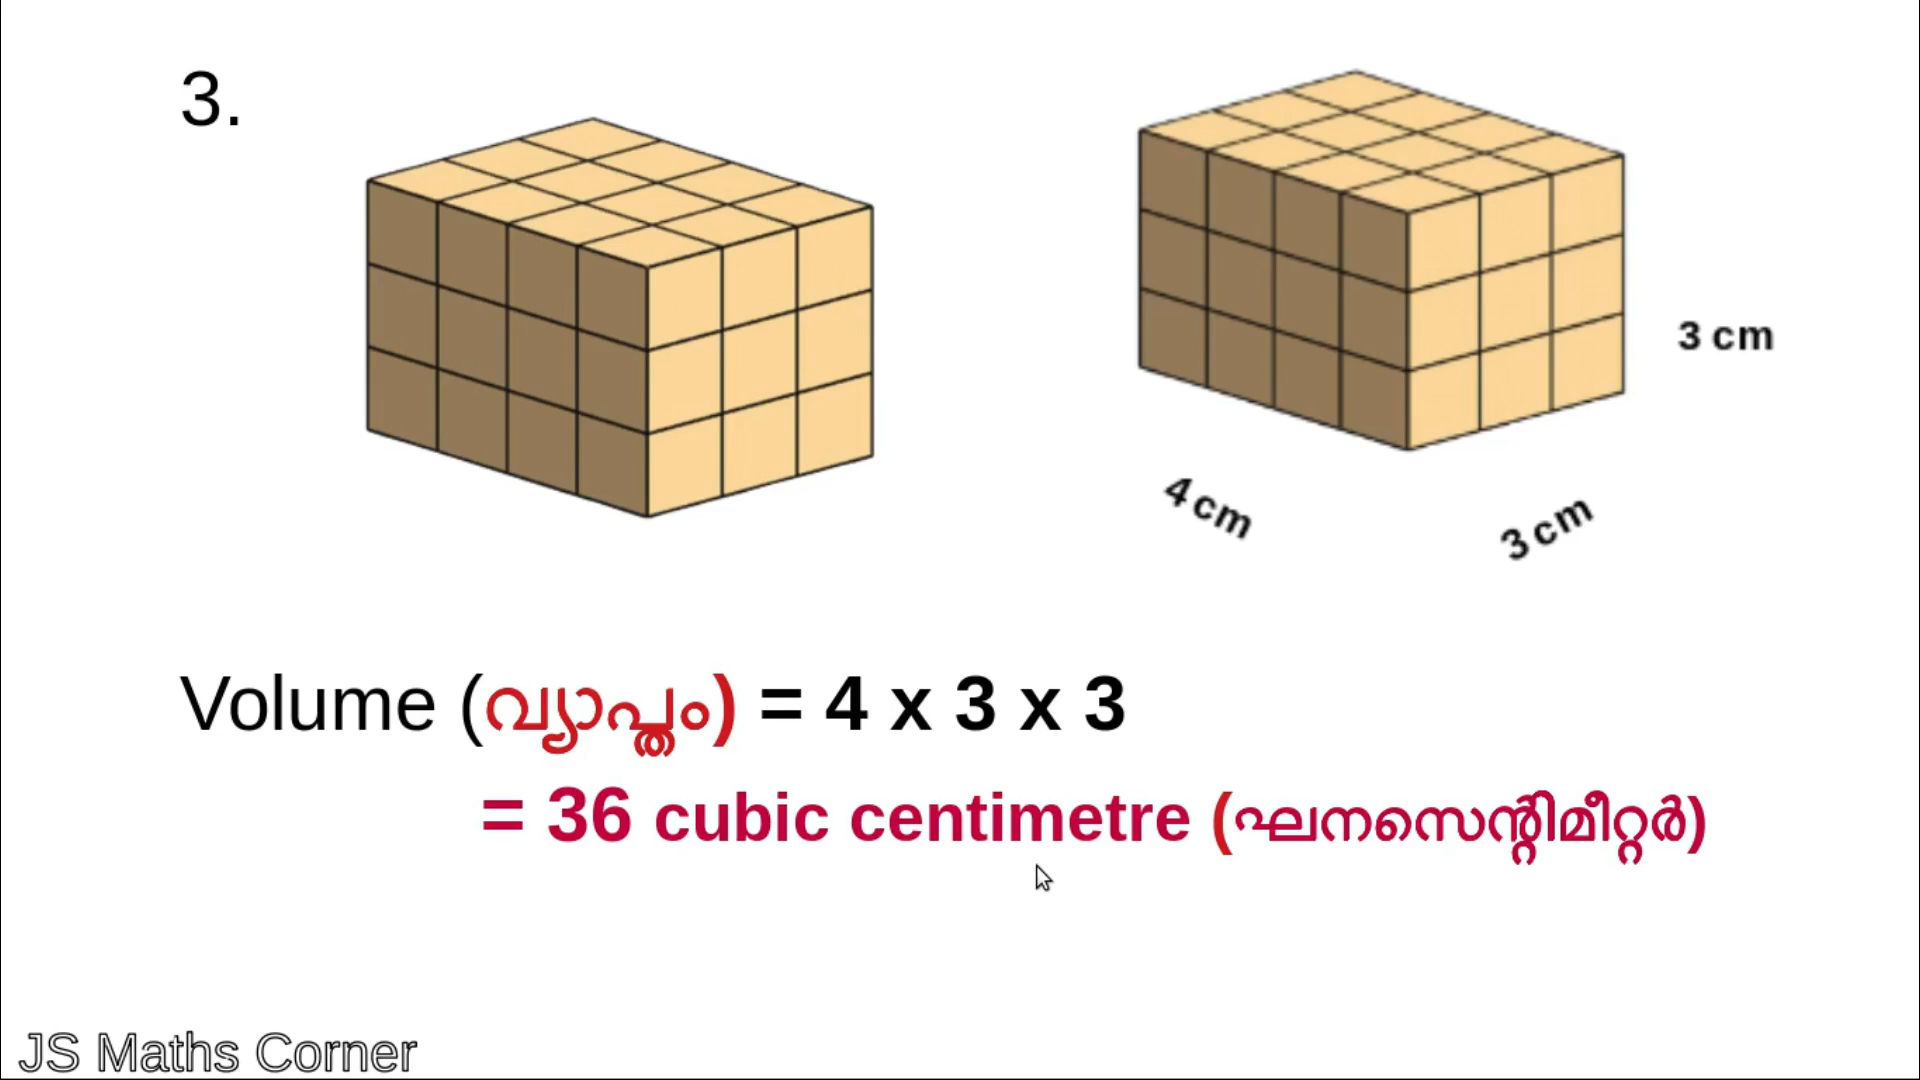 3.
3 cm
4 cm
3 cm
Volume (വ്യാപ്തം) = 4 x 3 x 3
= 36 cubic centimetre (ഘനസെന്റിമീറ്റർ)
JS Maths Corner